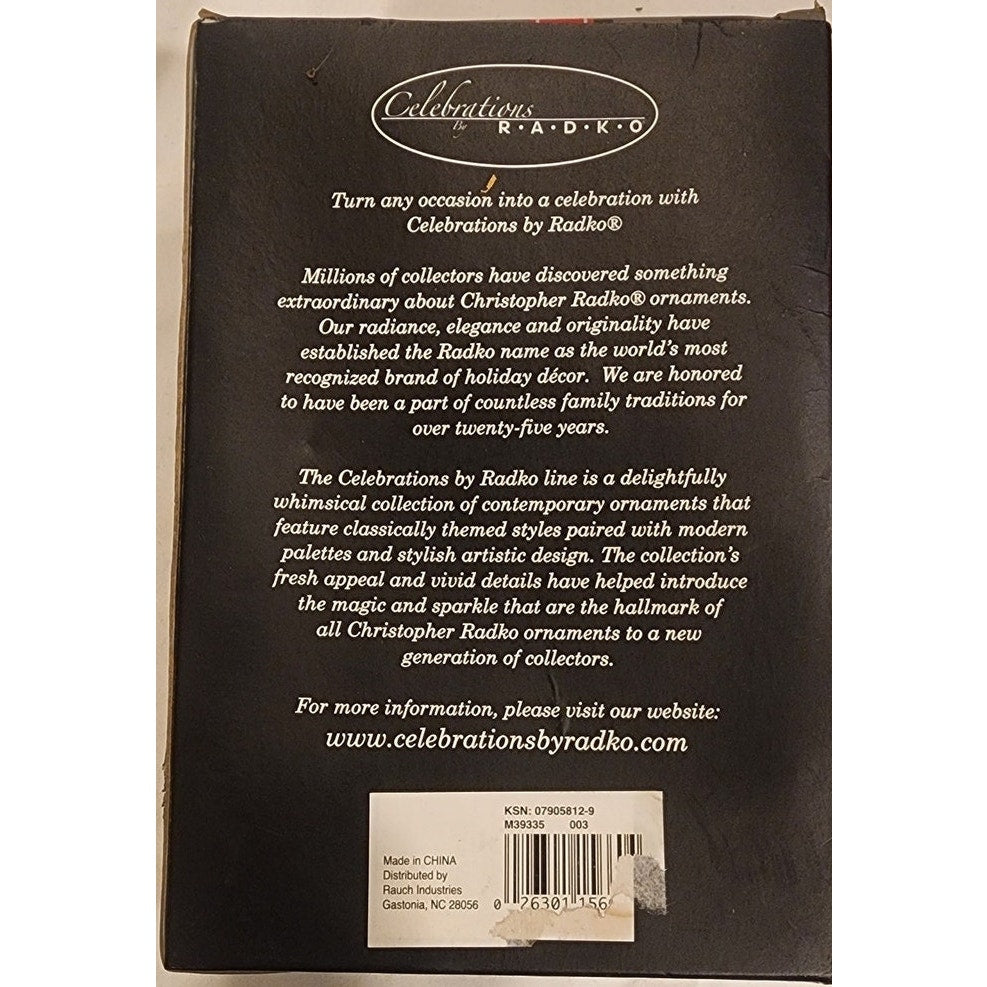 Celebrations
By R·A·D·K·O
Turn any occasion into a celebration with
Celebrations by Radko®
Millions of collectors have discovered something
extraordinary about Christopher Radko® ornaments.
Our radiance, elegance and originality have
established the Radko name as the world's most
recognized brand of holiday décor. We are honored
to have been a part of countless family traditions for
over twenty-five years.
The Celebrations by Radko line is a delightfully
whimsical collection of contemporary ornaments that
feature classically themed styles paired with modern
palettes and stylish artistic design. The collection's
fresh appeal and vivid details have helped introduce
the magic and sparkle that are the hallmark of
all Christopher Radko ornaments to a new
generation of collectors.
For more information, please visit our website:
www.celebrationsbyradko.com
KSN: 07905812-9
M39335 003
Made in CHINA
Distributed by
Rauch Industries
Gastonia, NC 28056
0 26301